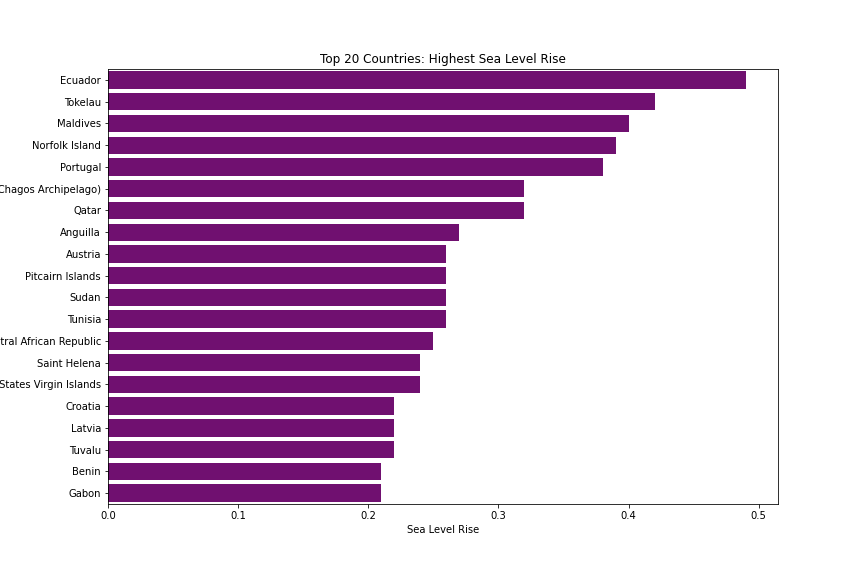 Top 20 Countries: Highest Sea Level Rise
Ecuador
Tokelau
Maldives
Norfolk Island
Portugal
Chagos Archipelago)
Qatar
Anguilla
Austria
Pitcairn Islands
Sudan
Tunisia
tral African Republic
Saint Helena
States Virgin Islands
Croatia
Latvia
Tuvalu
Benin
Gabon
0.0 0.1 0.2 0.3 0.4 0.5
Sea Level Rise